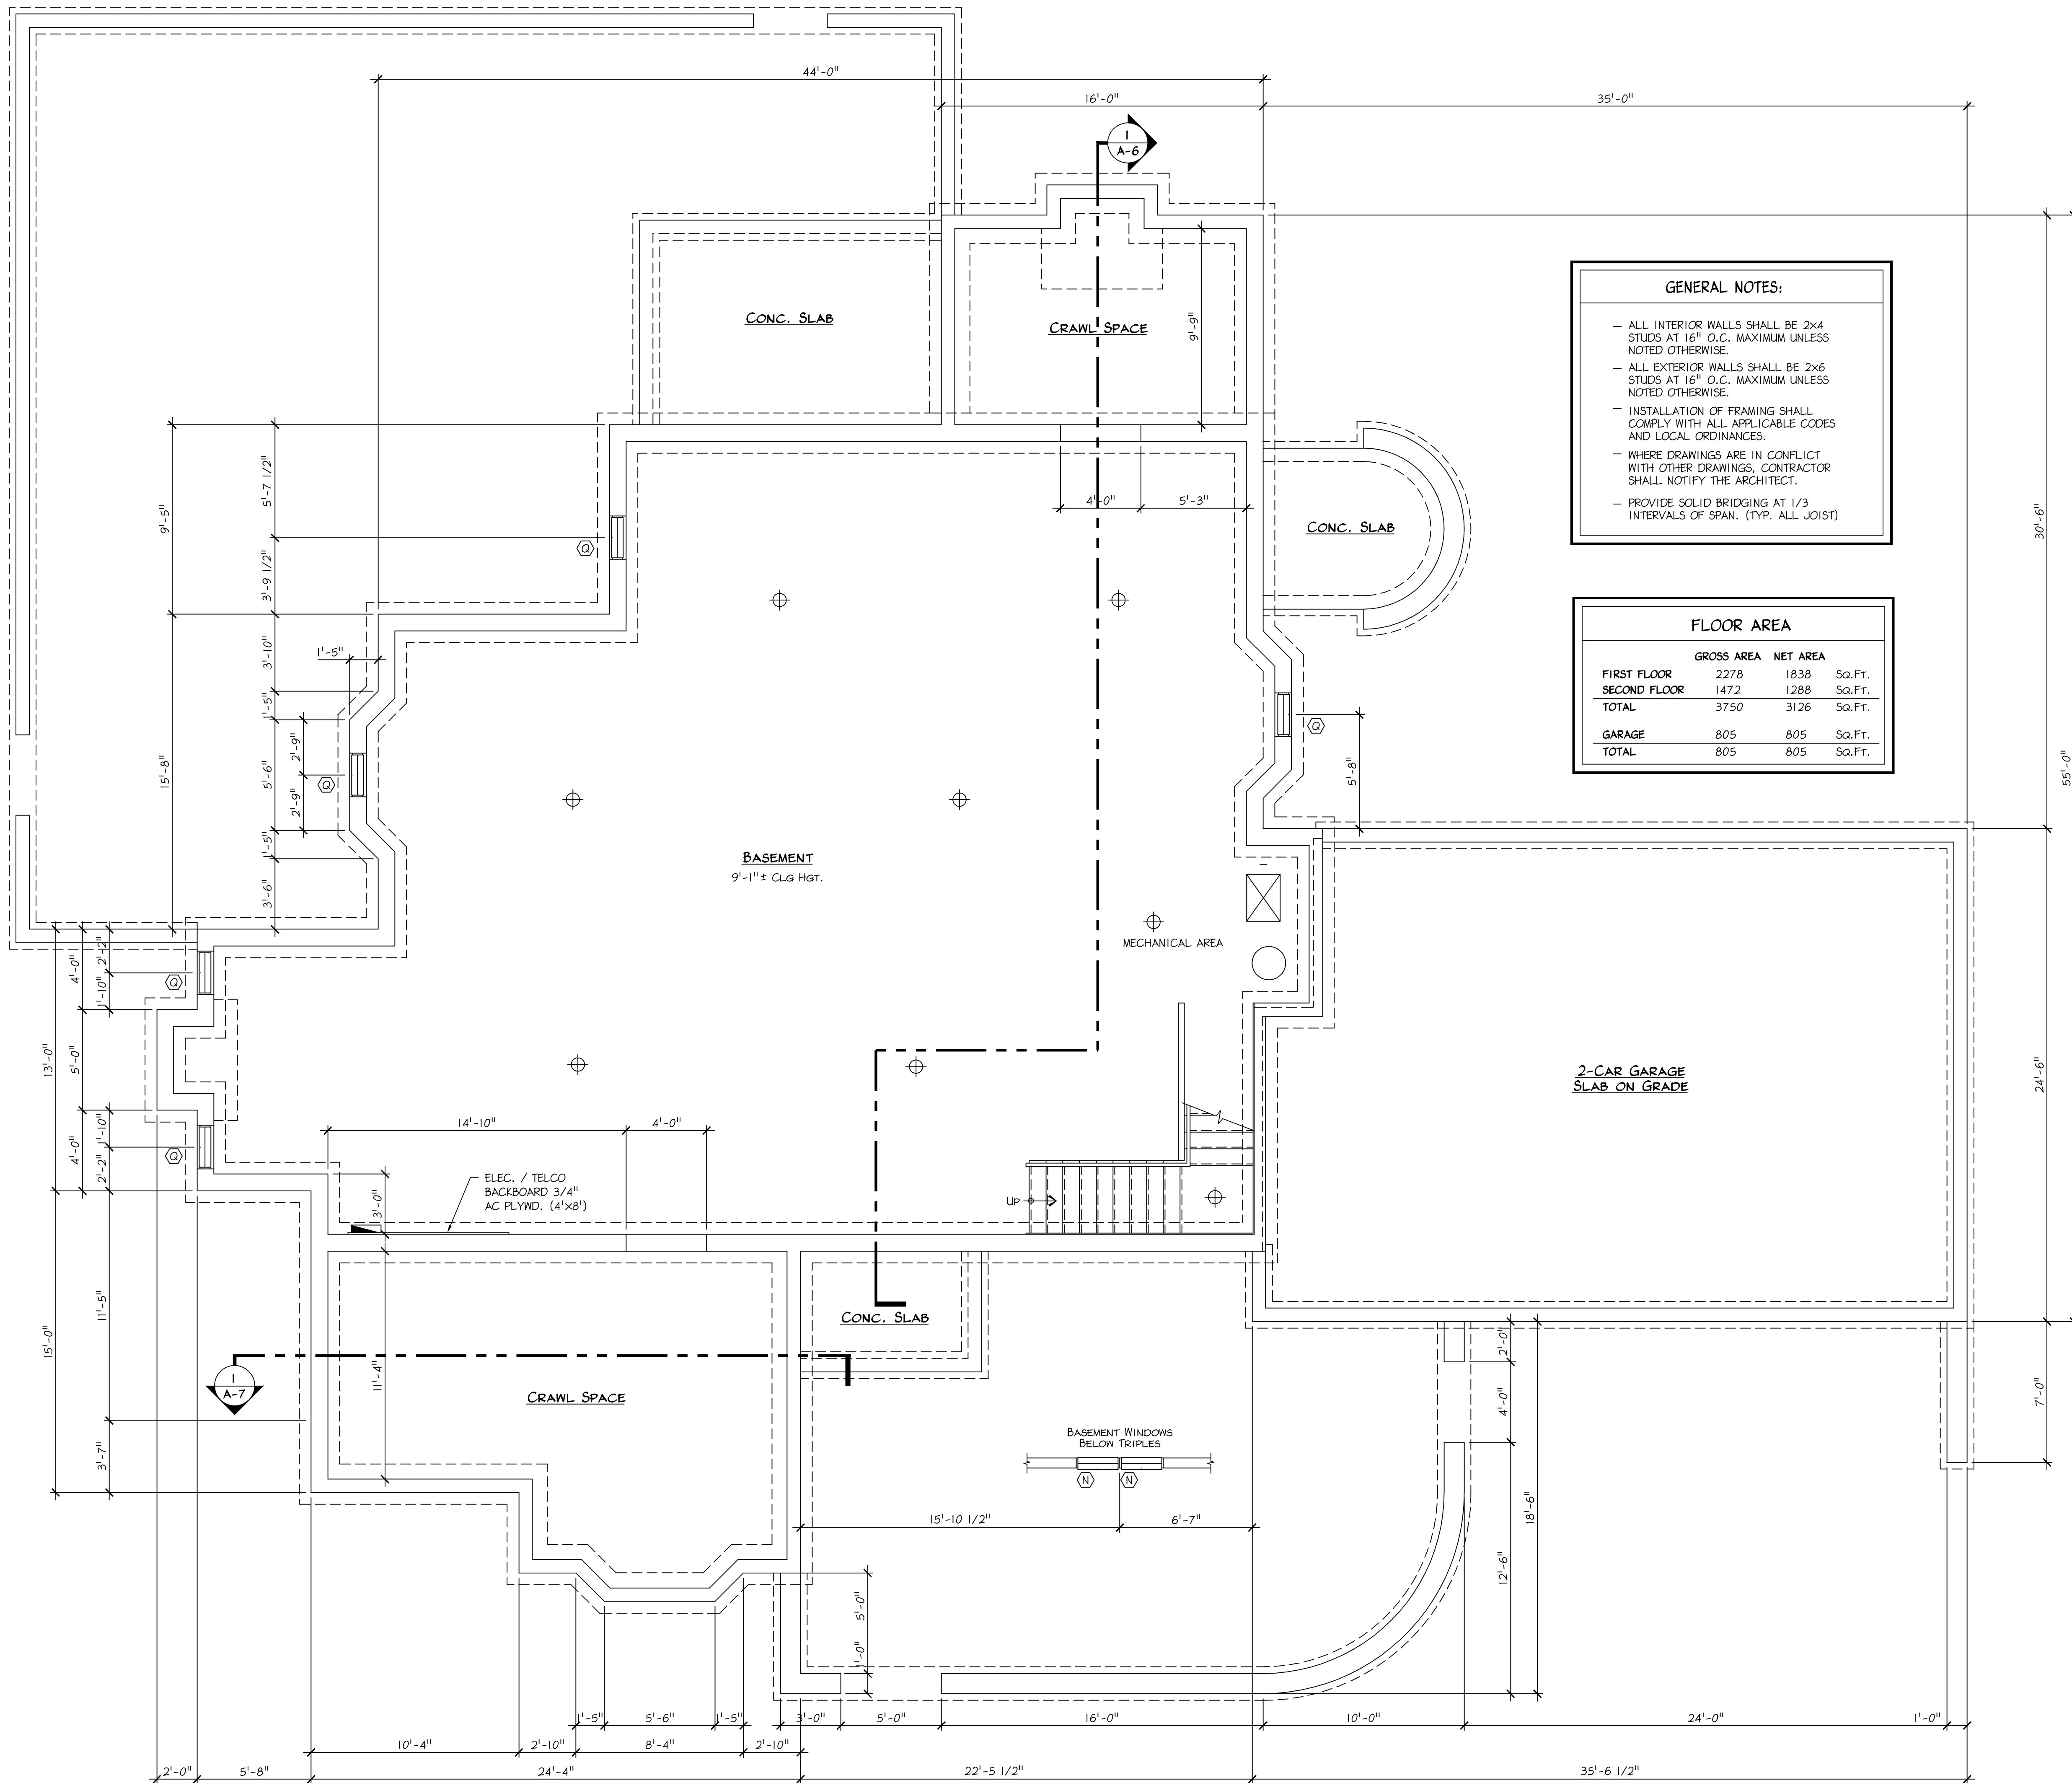 44'-0"
16'-0"
35'-0"
1
A-6
CONC. SLAB
CRAWL SPACE
9'-9"
GENERAL NOTES:
— ALL INTERIOR WALLS SHALL BE 2x4
STUDS AT 16" O.C. MAXIMUM UNLESS
NOTED OTHERWISE.
— ALL EXTERIOR WALLS SHALL BE 2x6
STUDS AT 16" O.C. MAXIMUM UNLESS
NOTED OTHERWISE.
— INSTALLATION OF FRAMING SHALL
COMPLY WITH ALL APPLICABLE CODES
AND LOCAL ORDINANCES.
— WHERE DRAWINGS ARE IN CONFLICT
WITH OTHER DRAWINGS, CONTRACTOR
SHALL NOTIFY THE ARCHITECT.
— PROVIDE SOLID BRIDGING AT 1/3
INTERVALS OF SPAN. (TYP. ALL JOIST)
9'-5"
5'-7 1/2"
3'-9 1/2"
Q
4'-0"
5'-3"
CONC. SLAB
30'-6"
55'-0"
FLOOR AREA
GROSS AREA NET AREA
FIRST FLOOR 2278 1838 SQ.FT.
SECOND FLOOR 1472 1288 SQ.FT.
TOTAL 3750 3126 SQ.FT.
GARAGE 805 805 SQ.FT.
TOTAL 805 805 SQ.FT.
15'-8"
3'-10"
1'-5"
1'-5"
5'-6"
2'-9"
2'-9"
1'-5"
3'-6"
Q
Q
5'-8"
BASEMENT
9'-1"± CLG HGT.
MECHANICAL AREA
13'-0"
4'-0"
5'-0"
4'-0"
2'-2"
1'-10"
1'-10"
2'-2"
Q
Q
2-CAR GARAGE
SLAB ON GRADE
24'-6"
14'-10"
4'-0"
3'-0"
ELEC. / TELCO
BACKBOARD 3/4"
AC PLYWD. (4'x8')
UP
15'-0"
11'-5"
3'-7"
11'-4"
CONC. SLAB
1
A-7
CRAWL SPACE
BASEMENT WINDOWS
BELOW TRIPLES
N
N
15'-10 1/2"
6'-7"
2'-0"
4'-0"
12'-6"
18'-6"
7'-0"
5'-0"
1'-0"
1'-5"
5'-6"
1'-5"
3'-0"
5'-0"
16'-0"
10'-0"
24'-0"
1'-0"
10'-4"
2'-10"
8'-4"
2'-10"
2'-0"
5'-8"
24'-4"
22'-5 1/2"
35'-6 1/2"